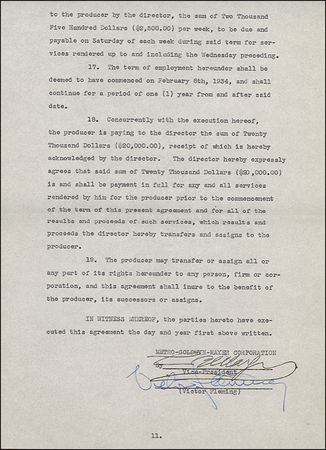 to the producer by the director, the sum of Two Thousand
Five Hundred Dollars ($2,500.00) per week, to be due and
payable on Saturday of each week during said term for ser-
vices rendered up to and including the Wednesday preceding.
17. The term of employment hereunder shall be
deemed to have commenced on February 8th, 1934, and shall
continue for a period of one (1) year from and after said
date.
18. Concurrently with the execution hereof,
the producer is paying to the director the sum of Twenty
Thousand Dollars ($20,000.00), receipt of which is hereby
acknowledged by the director. The director hereby expressly
agrees that said sum of Twenty Thousand Dollars ($20,000.00)
is and shall be payment in full for any and all services
rendered by him for the producer prior to the commencement
of the term of this present agreement and for all of the
results and proceeds of such services, which results and
proceeds the director hereby transfers and assigns to the
producer.
19. The producer may transfer or assign all or
any part of its rights hereunder to any person, firm or cor-
poration, and this agreement shall inure to the benefit of
the producer, its successors or assigns.
IN WITNESS WHEREOF, the parties hereto have exe-
cuted this agreement the day and year first above written.
METRO-GOLDWYN-MAYER CORPORATION
By
Vice-President
Victor Fleming
(Victor Fleming)
11.